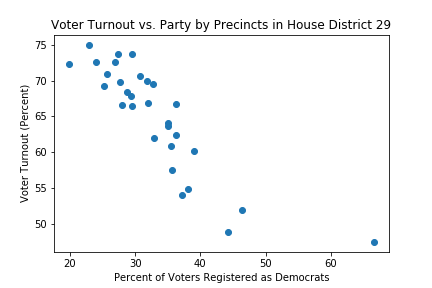 Voter Turnout vs. Party by Precincts in House District 29
75
70
65
60
55
50
Voter Turnout (Percent)
20 30 40 50 60
Percent of Voters Registered as Democrats